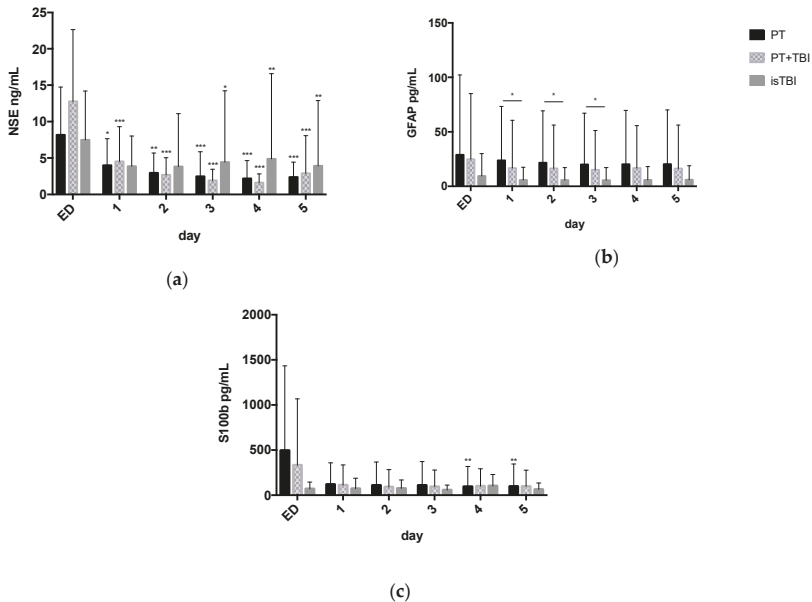 25
20
15
10
5
0
NSE ng/mL
* *** ** *** *** *** * *** *** ** *** *** **
ED 1 2 3 4 5
day
(a)
150
100
50
0
GFAP pg/mL
* * *
ED 1 2 3 4 5
day
(b)
PT
PT+TBI
isTBI
2000
1500
1000
500
0
S100b pg/mL
** **
ED 1 2 3 4 5
day
(c)